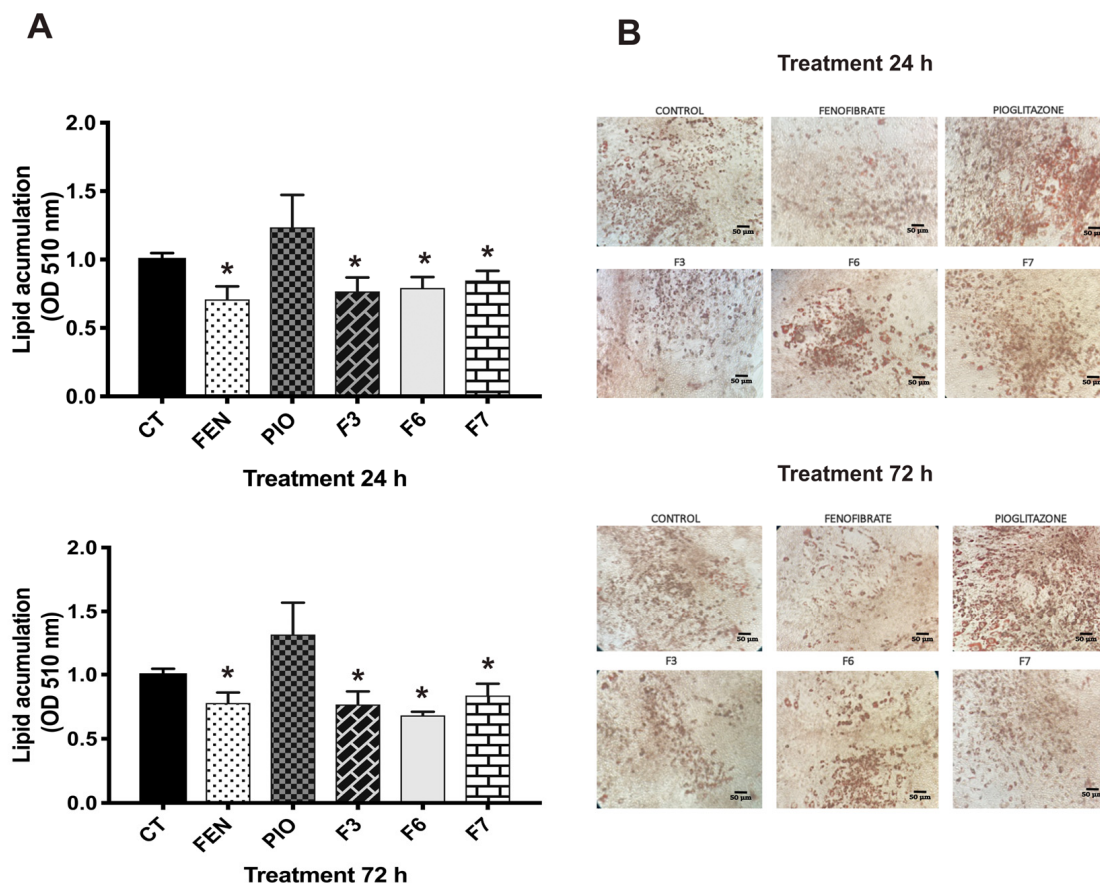 A
2.0
1.5
1.0
0.5
0.0
Lipid acumulation
(OD 510 nm)
*
*
*
*
CT
FEN
PIO
F3
F6
F7
Treatment 24 h
2.0
1.5
1.0
0.5
0.0
Lipid acumulation
(OD 510 nm)
*
*
*
*
CT
FEN
PIO
F3
F6
F7
Treatment 72 h
B
Treatment 24 h
CONTROL
FENOFIBRATE
PIOGLITAZONE
50 µm
50 µm
50 µm
F3
F6
F7
50 µm
50 µm
50 µm
Treatment 72 h
CONTROL
FENOFIBRATE
PIOGLITAZONE
50 µm
50 µm
50 µm
F3
F6
F7
50 µm
50 µm
50 µm